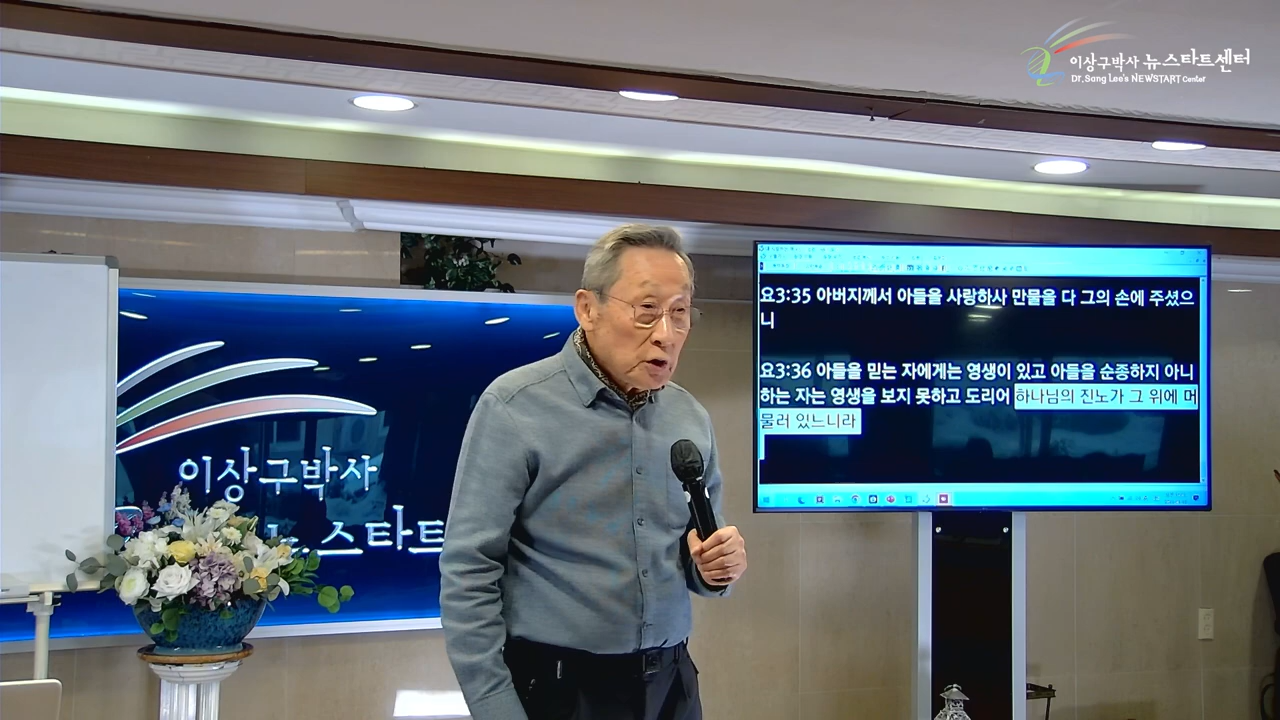 이상구박사 뉴스타트센터
Dr. Sang Lee's NEWSTART Center
요3:35 아버지께서 아들을 사랑하사 만물을 다 그의 손에 주셨으
니
요3:36 아들을 믿는 자에게는 영생이 있고 아들을 순종하지 아니
하는 자는 영생을 보지 못하고 도리어 하나님의 진노가 그 위에 머
물러 있느니라
이상구박사
뉴스타트